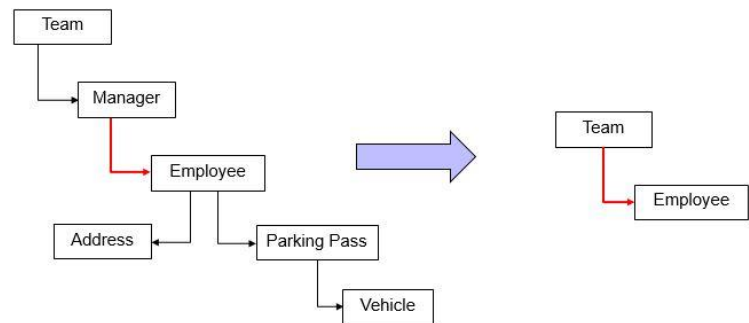 Team
Manager
Employee
Address
Parking Pass
Vehicle
Team
Employee